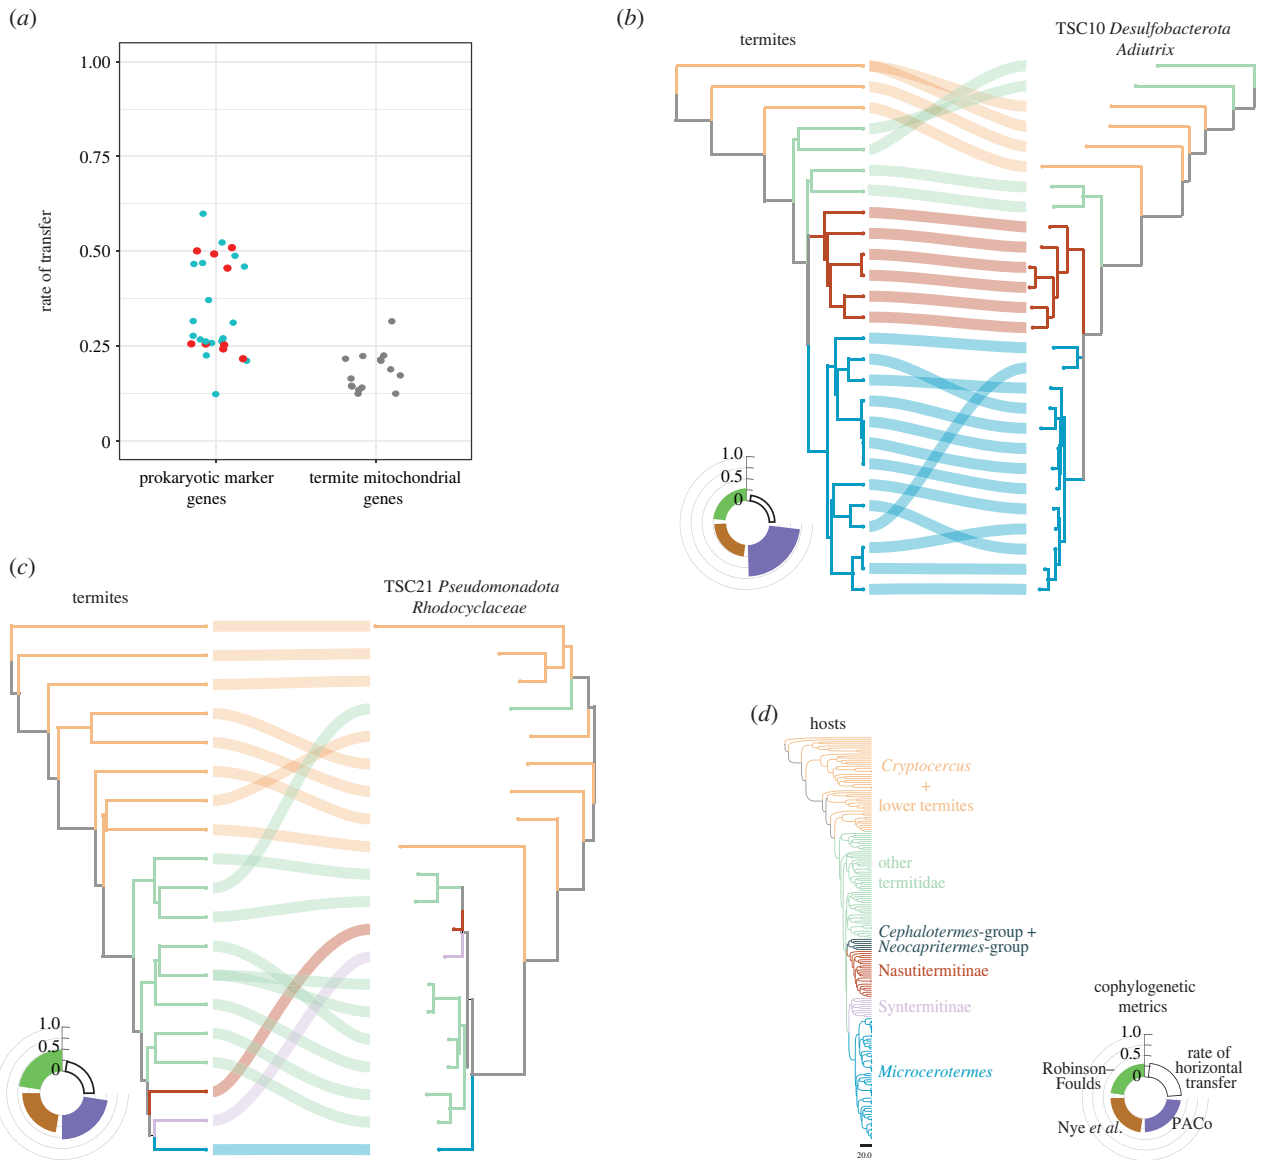 (a)
1.00
0.75
0.50
0.25
0
rate of transfer
prokaryotic marker
genes
termite mitochondrial
genes
(b)
termites
TSC10 Desulfobacterota
Adiutrix
1.0
0.5
0
(c)
termites
TSC21 Pseudomonadota
Rhodocyclaceae
1.0
0.5
0
(d)
hosts
Cryptocercus
+
lower termites
other
termitidae
Cephalotermes-group +
Neocapritermes-group
Nasutitermitinae
Syntermitinae
Microcerotermes
20.0
cophylogenetic
metrics
1.0
0.5
0
Robinson–
Foulds
rate of
horizontal
transfer
Nye et al.
PACo